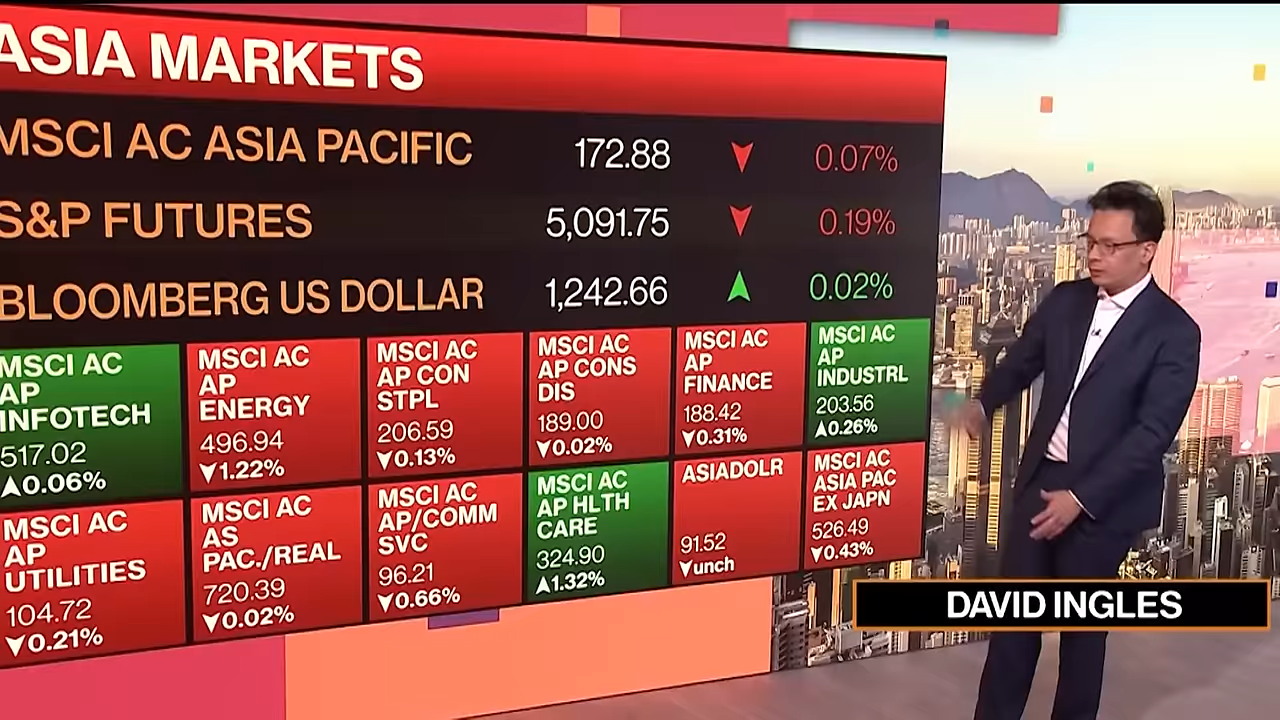 ASIA MARKETS
MSCI AC ASIA PACIFIC 172.88 ▼ 0.07%
S&P FUTURES 5,091.75 ▼ 0.19%
BLOOMBERG US DOLLAR 1,242.66 ▲ 0.02%
MSCI AC
AP
INFOTECH
517.02
▲0.06%
MSCI AC
AP
ENERGY
496.94
▼1.22%
MSCI AC
AP CON
STPL
206.59
▼0.13%
MSCI AC
AP CONS
DIS
189.00
▼0.02%
MSCI AC
AP
FINANCE
188.42
▼0.31%
MSCI AC
AP
INDUSTRL
203.56
▲0.26%
MSCI AC
AP
UTILITIES
104.72
▼0.21%
MSCI AC
AS
PAC./REAL
720.39
▼0.02%
MSCI AC
AP/COMM
SVC
96.21
▼0.66%
MSCI AC
AP HLTH
CARE
324.90
▲1.32%
ASIADOLR
91.52
▼unch
MSCI AC
ASIA PAC
EX JAPN
526.49
▼0.43%
DAVID INGLES